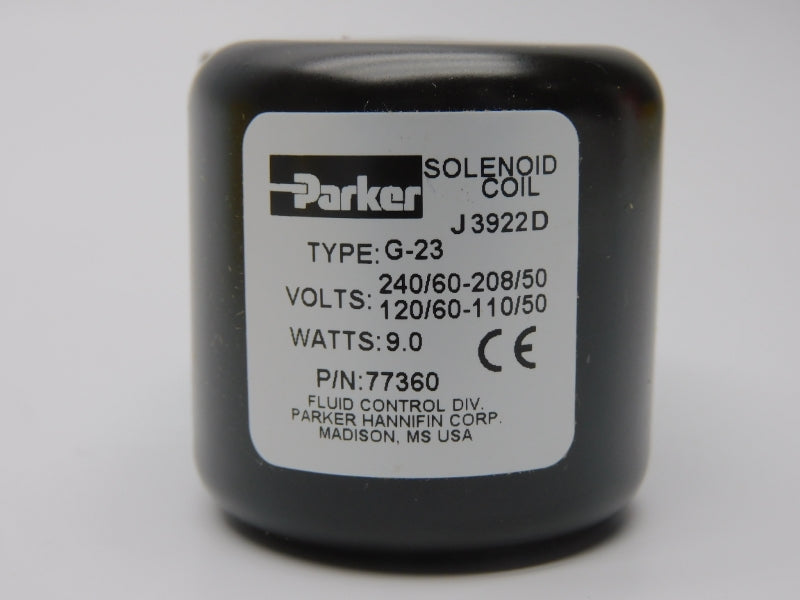 Parker SOLENOID
COIL
J3922D
TYPE: G-23
VOLTS: 240/60-208/50
120/60-110/50
WATTS: 9.0 CE
P/N: 77360
FLUID CONTROL DIV.
PARKER HANNIFIN CORP.
MADISON, MS USA